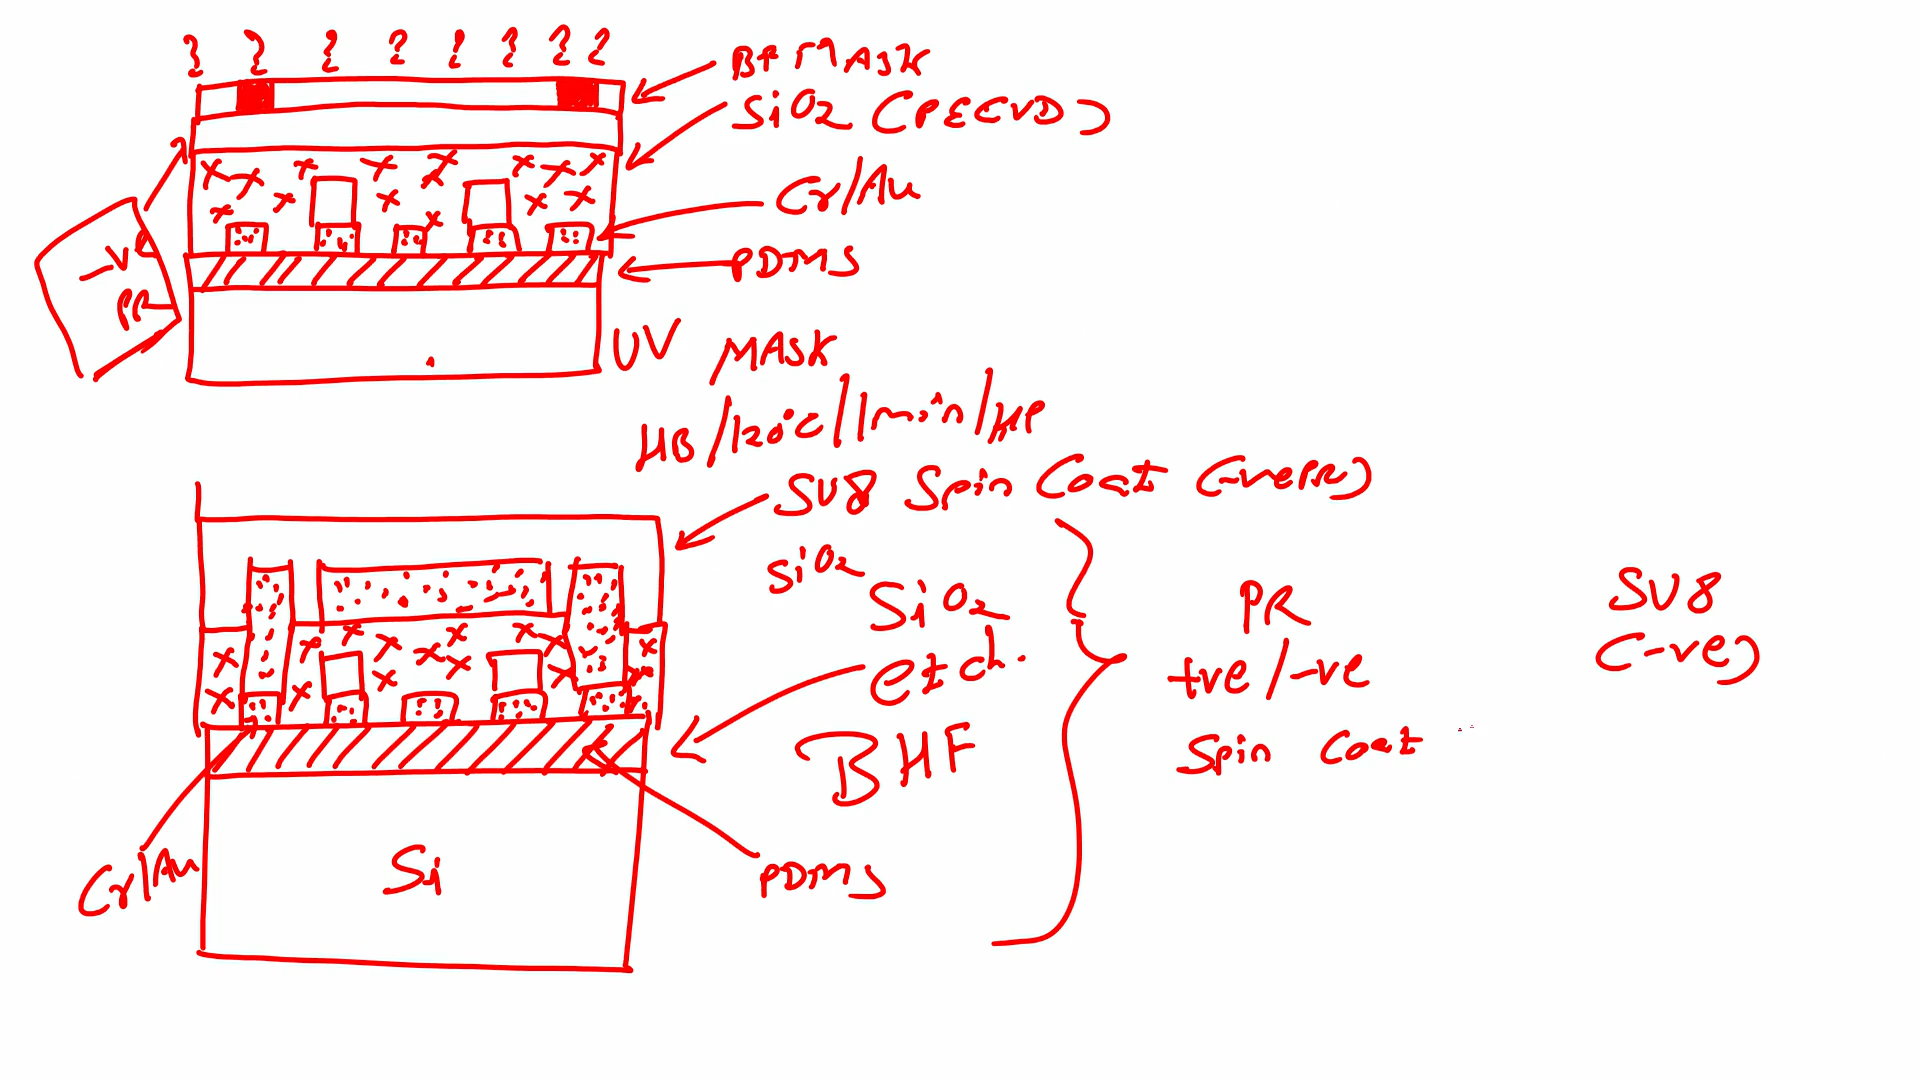 BF MASK
SiO2 (PECVD)
Cr/Au
PDMS
-ve
PR
UV
MASK
HB/120°C/1min/HP
SU8 Spin Coat (-ve PR)
SiO2
SiO2
etch.
BHF
PR
+ve/-ve
Spin Coat
SU8
(-ve)
Cr/Au
Si
PDMS